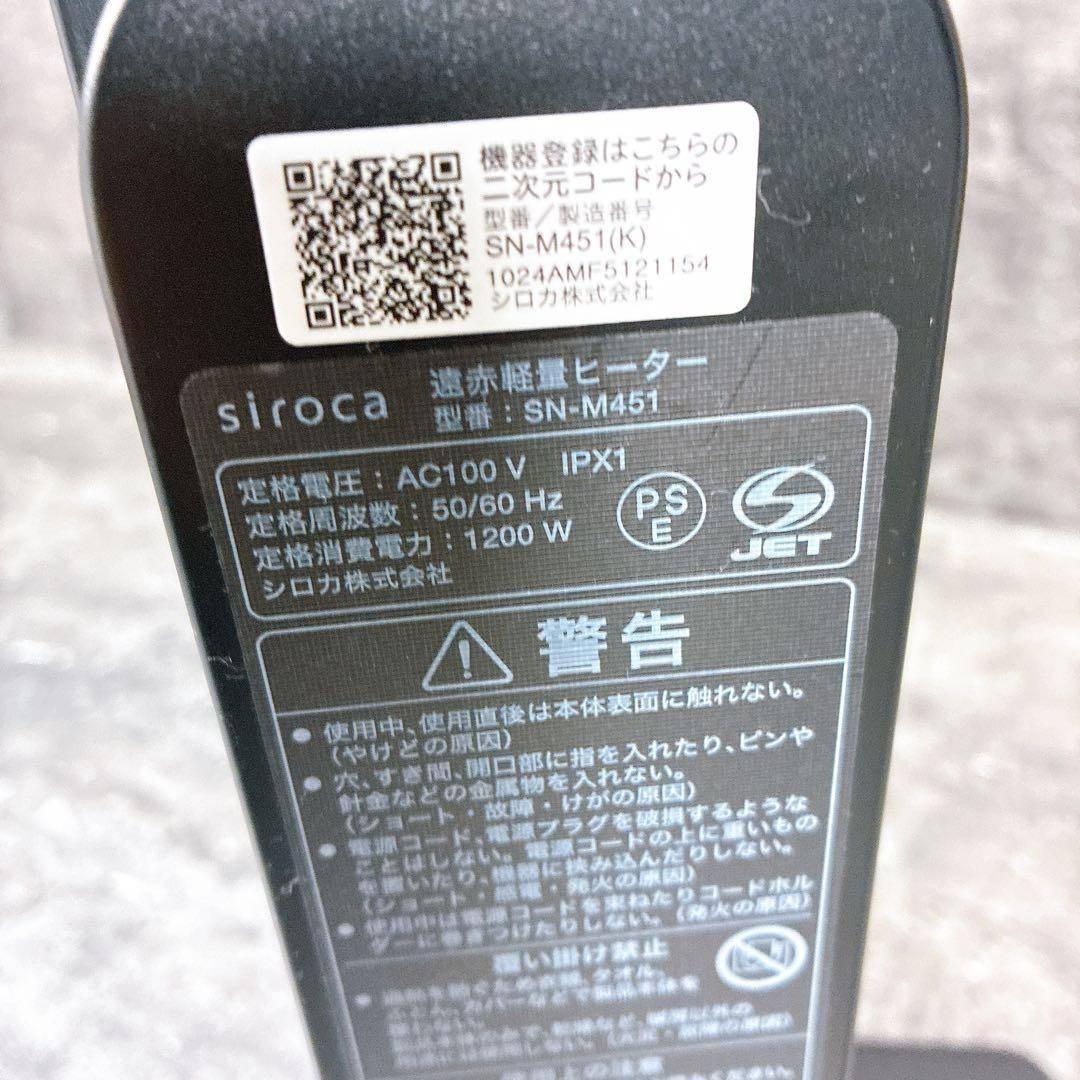 機器登録はこちらの
二次元コードから
型番／製造番号
SN-M451(K)
1024AMF5121154
シロカ株式会社
siroca
遠赤軽量ヒーター
型番：SN-M451
定格電圧：AC100 V IPX1
定格周波数：50/60 Hz
定格消費電力：1200 W
シロカ株式会社
PSE
JET
警告
●使用中、使用直後は本体表面に触れない。
(やけどの原因)
●穴、すき間、開口部に指を入れたり、ピンや
針金などの金属物を入れない。
(ショート・故障・けがの原因)
●電源コード、電源プラグを破損するような
ことはしない。電源コードの上に重いもの
を置いたり、機器に挟み込んだりしない。
(ショート・感電・発火の原因)
●使用中は電源コードを束ねたりコードホル
ダーに巻きつけたりしない。(発火の原因)
覆い掛け禁止
使用上の注意